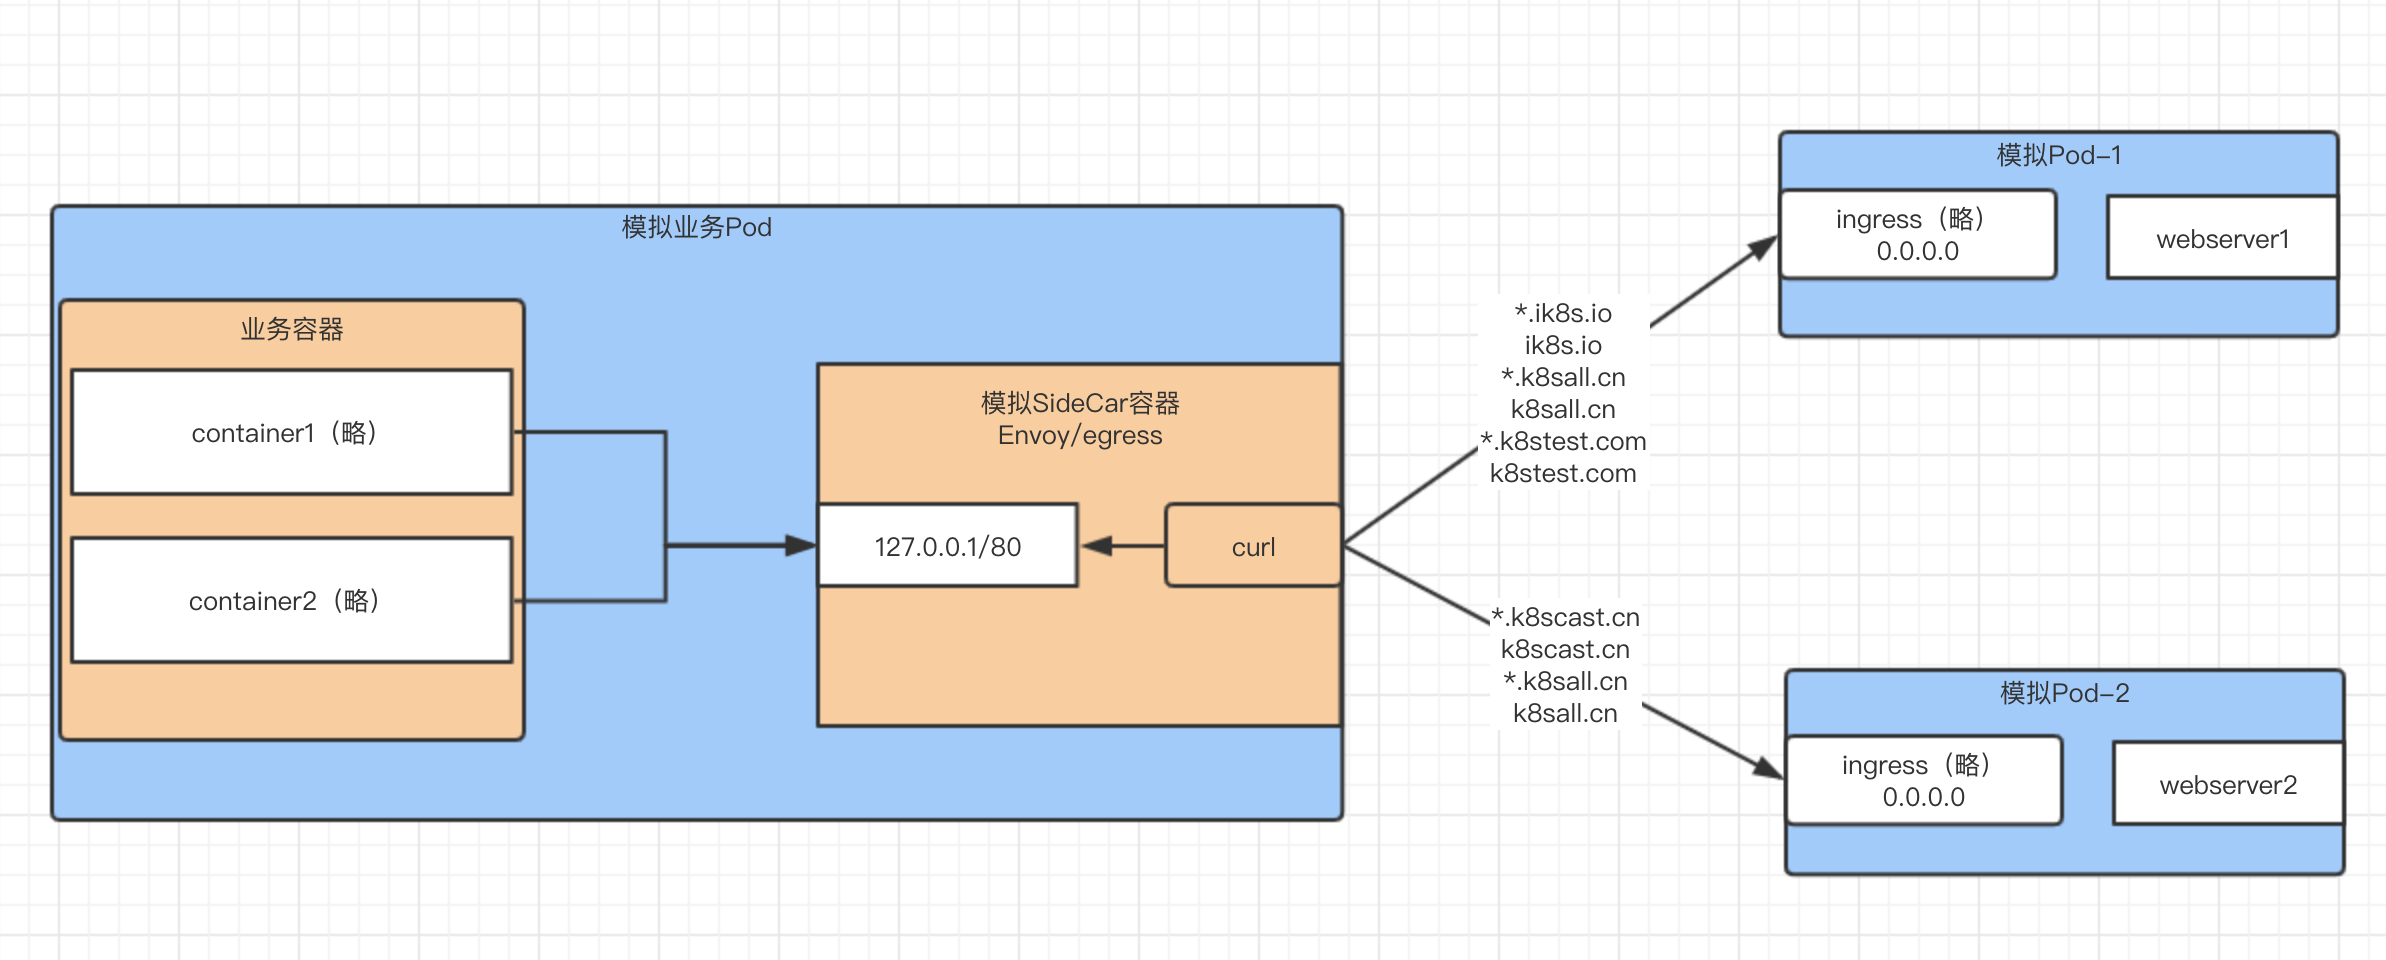 模拟业务Pod
业务容器
container1（略）
container2（略）
模拟SideCar容器
Envoy/egress
127.0.0.1/80
curl
*.ik8s.io
ik8s.io
*.k8sall.cn
k8sall.cn
*.k8stest.com
k8stest.com
*.k8scast.cn
k8scast.cn
*.k8sall.cn
k8sall.cn
模拟Pod-1
ingress（略）
0.0.0.0
webserver1
模拟Pod-2
ingress（略）
0.0.0.0
webserver2